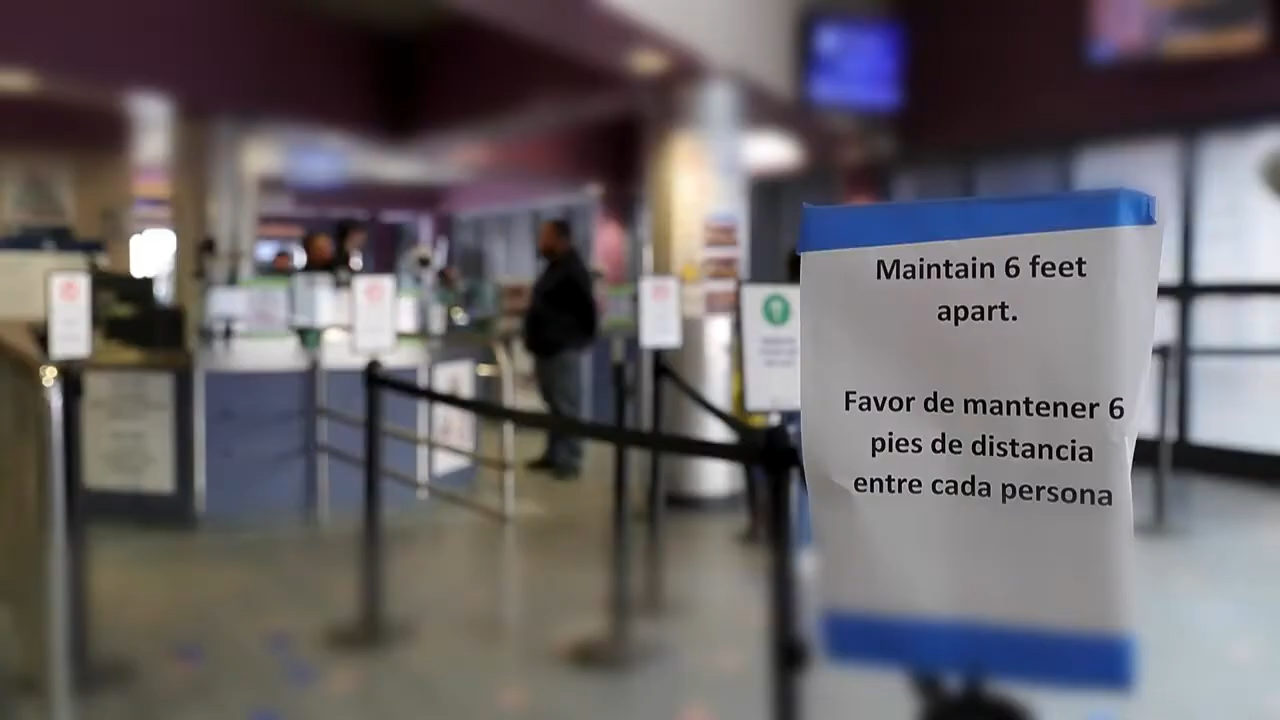 Maintain 6 feet
apart.
Favor de mantener 6
pies de distancia
entre cada persona